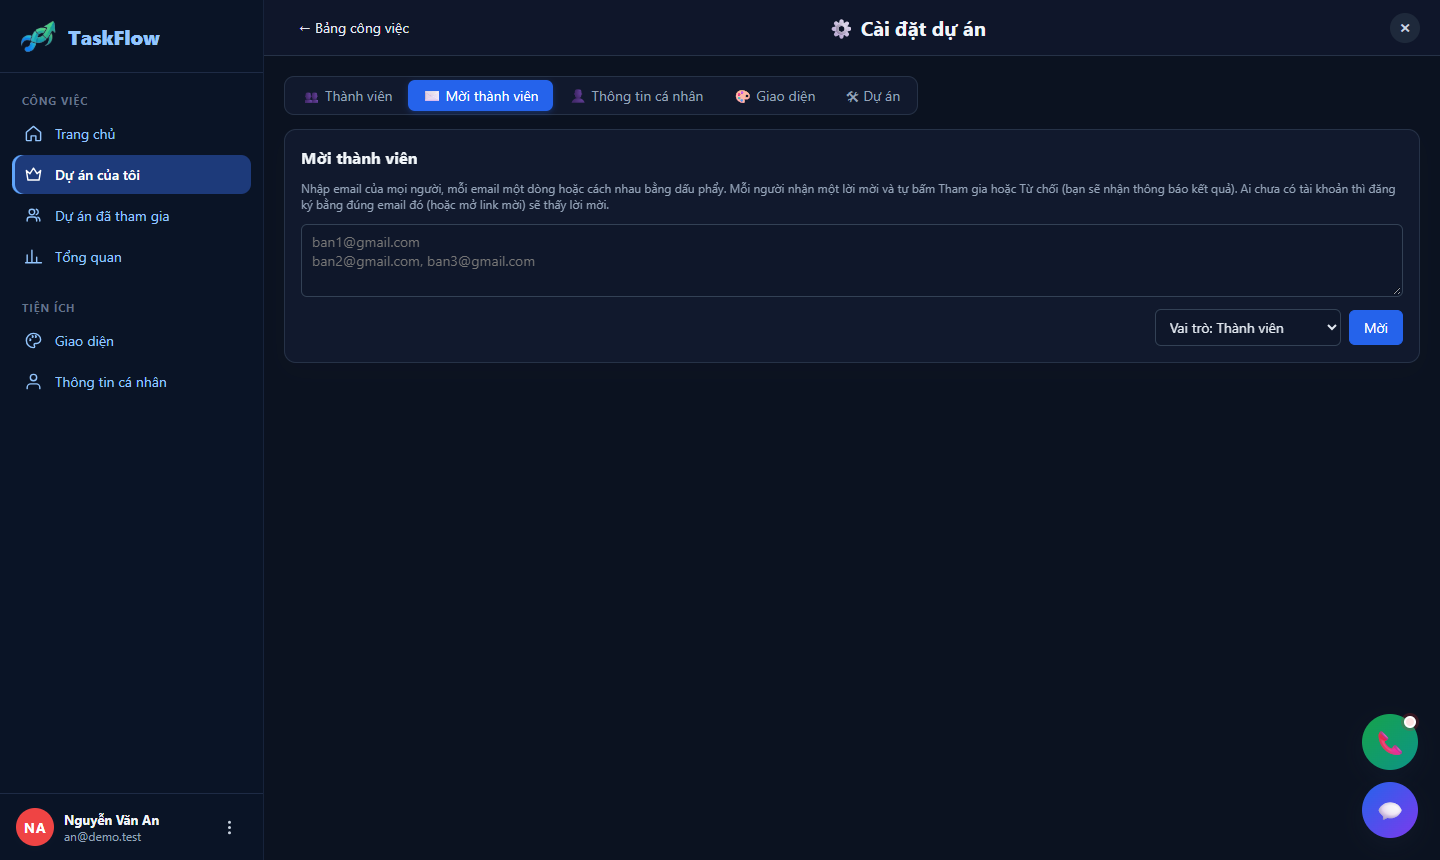 TaskFlow
CÔNG VIỆC
Trang chủ
Dự án của tôi
Dự án đã tham gia
Tổng quan
TIỆN ÍCH
Giao diện
Thông tin cá nhân
Nguyễn Văn An
an@demo.test
NA
← Bảng công việc
Cài đặt dự án
Thành viên
Mời thành viên
Thông tin cá nhân
Giao diện
Dự án
Mời thành viên
Nhập email của mọi người, mỗi email một dòng hoặc cách nhau bằng dấu phẩy. Mỗi người nhận một lời mời và tự bấm Tham gia hoặc Từ chối (bạn sẽ nhận thông báo kết quả). Ai chưa có tài khoản thì đăng
ký bằng đúng email đó (hoặc mở link mời) sẽ thấy lời mời.
ban1@gmail.com
ban2@gmail.com, ban3@gmail.com
Vai trò: Thành viên
Mời